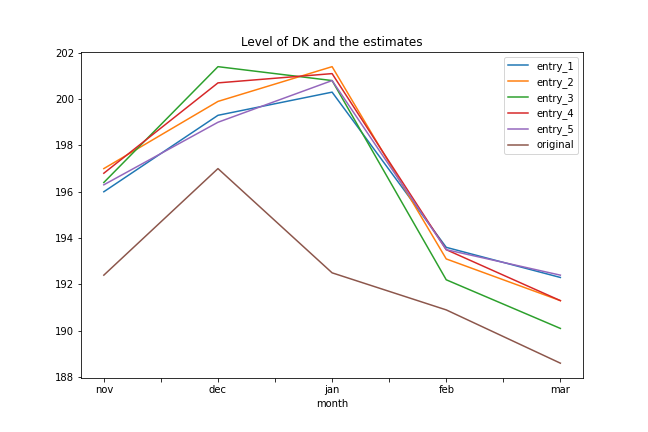 Level of DK and the estimates
202
200
198
196
194
192
190
188
nov
dec
jan
feb
mar
month
entry_1
entry_2
entry_3
entry_4
entry_5
original